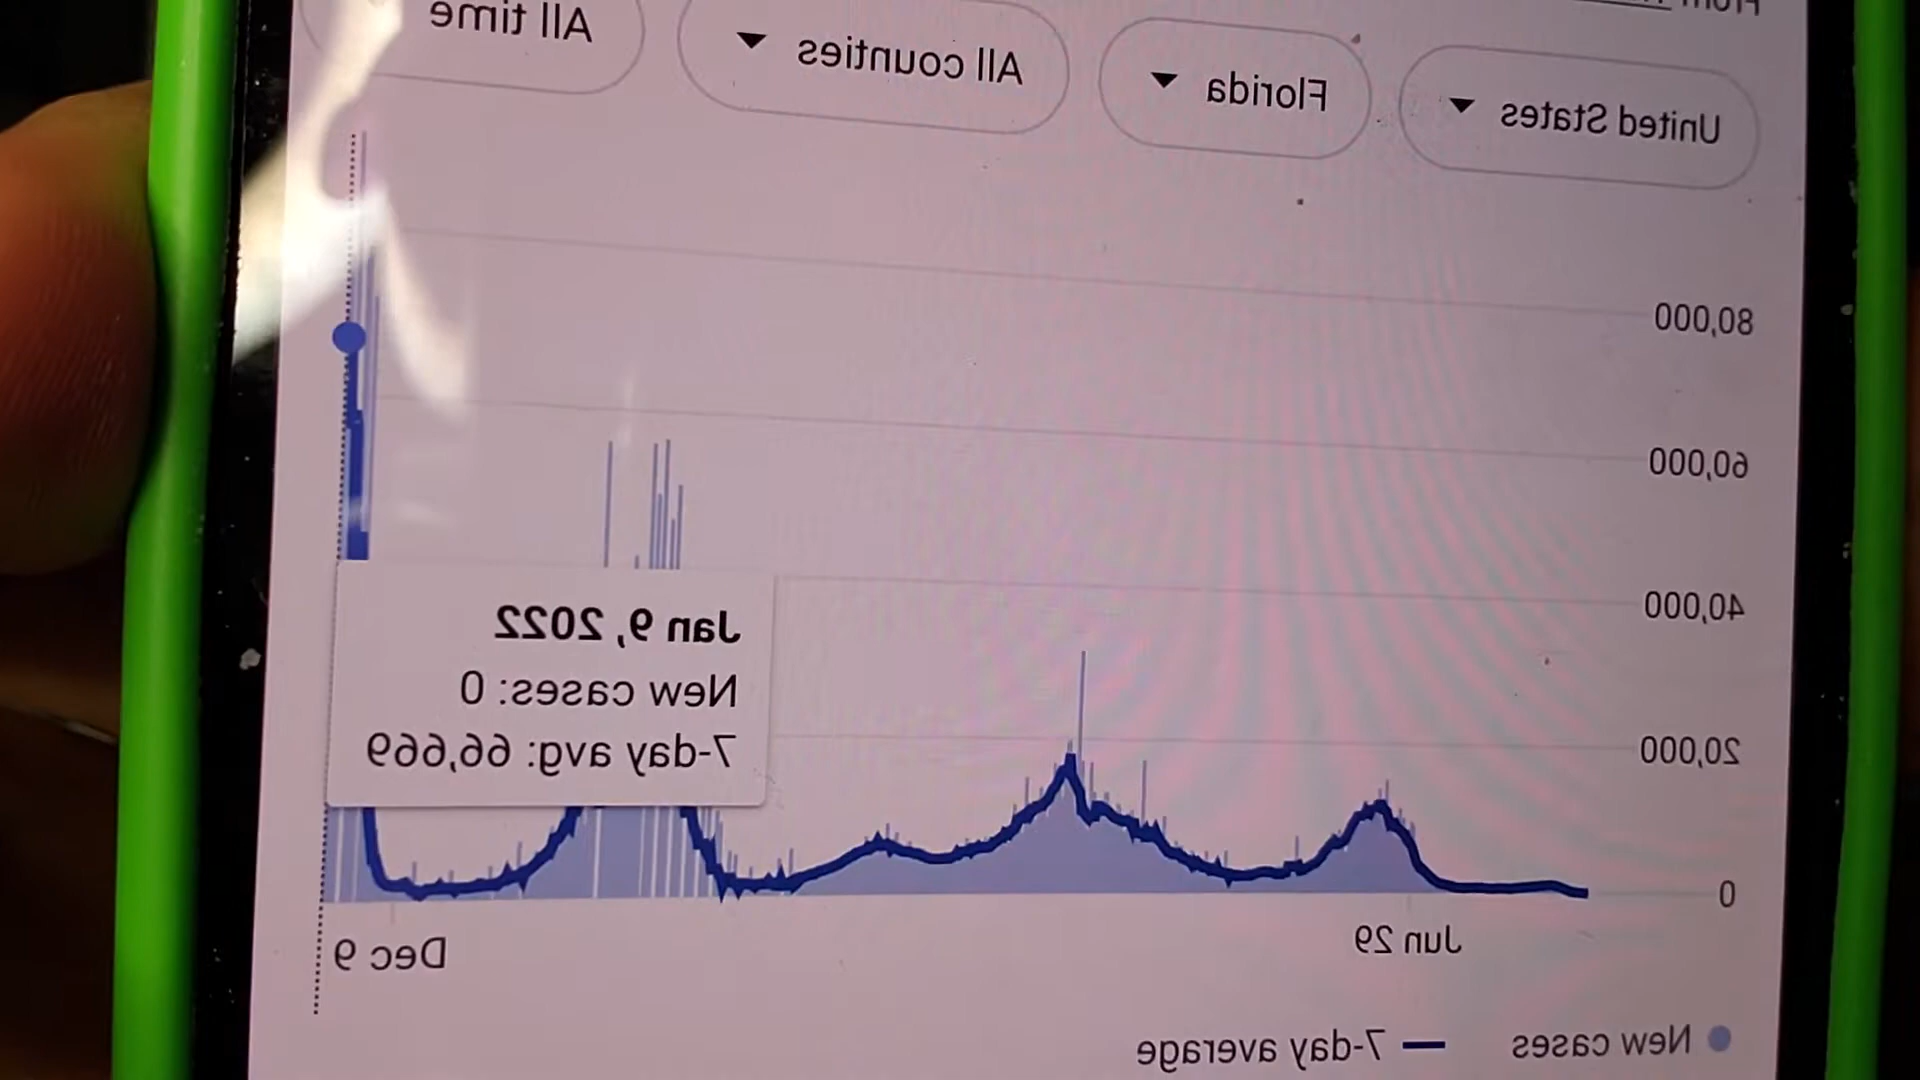 From
United States
Florida
All counties
All time
80,000
60,000
40,000
20,000
0
Jan 9, 2022
New cases: 0
7-day avg: 66,669
Jun 29
Dec 9
New cases
7-day average